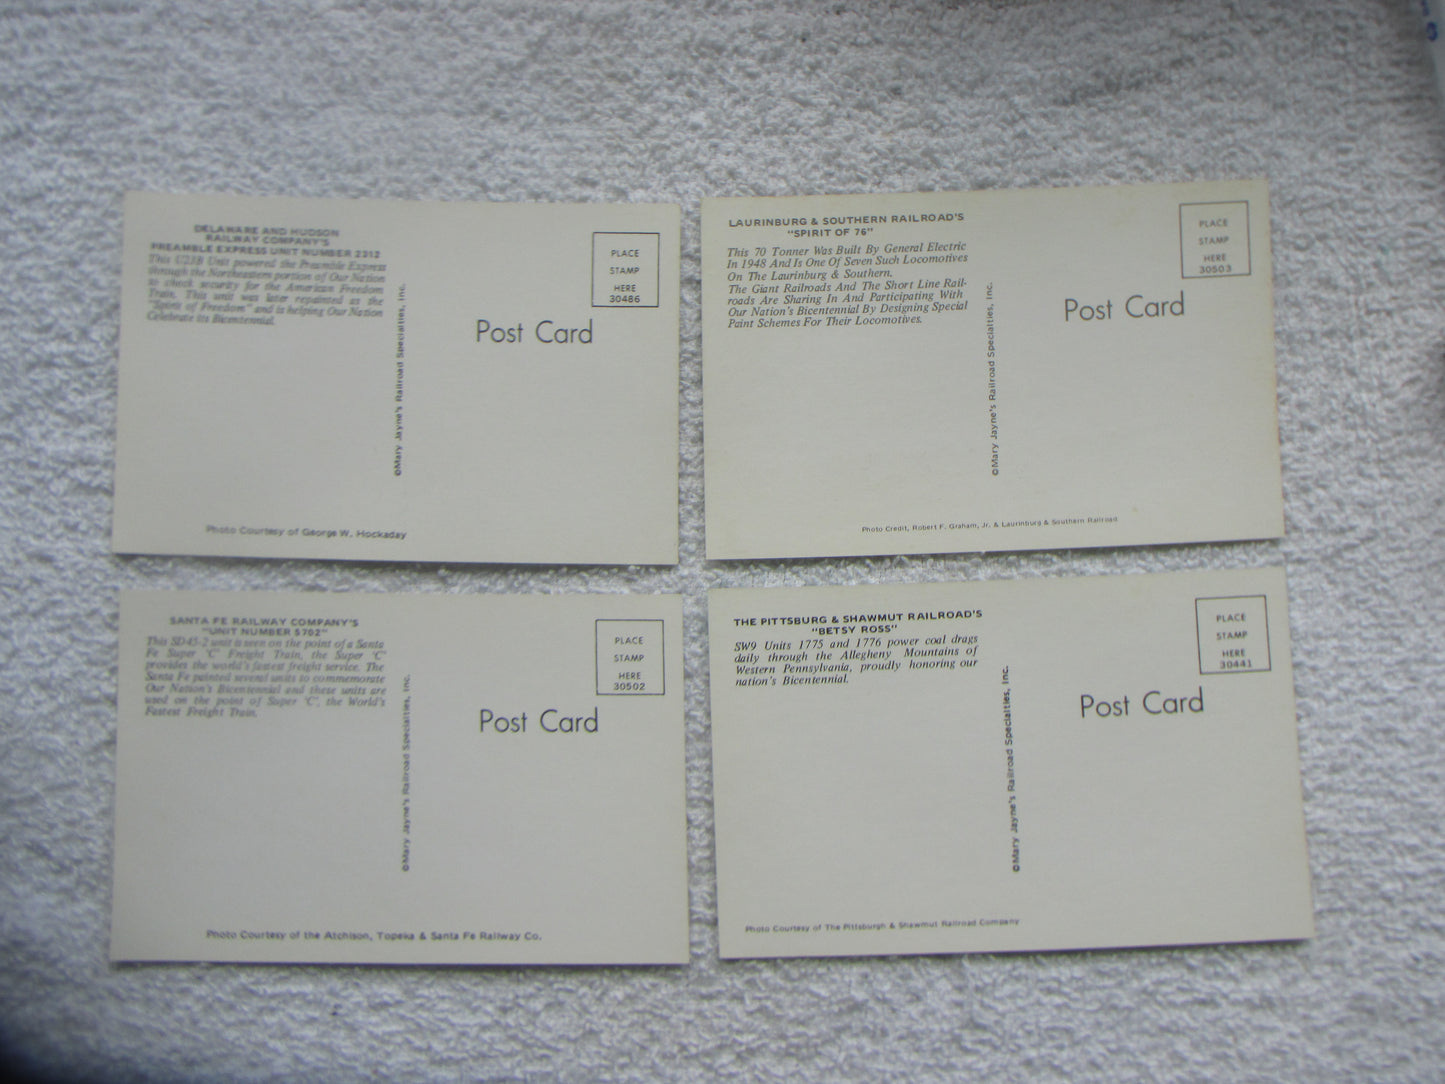 DELAWARE AND HUDSON
RAILWAY COMPANY'S
PREAMBLE EXPRESS UNIT NUMBER 2312
This U23B Unit powered the Preamble Express
through the Northeastern portion of Our Nation
to check security for the American Freedom
Train. This unit was later repainted as the
"Spirit of Freedom" and is helping Our Nation
Celebrate its Bicentennial.
PLACE
STAMP
HERE
30486
Post Card
©Mary Jayne's Railroad Specialties, Inc.
Photo Courtesy of George W. Hockaday
LAURINBURG & SOUTHERN RAILROAD'S
"SPIRIT OF 76"
This 70 Tonner Was Built By General Electric
In 1948 And Is One Of Seven Such Locomotives
On The Laurinburg & Southern.
The Giant Railroads And The Short Line Rail-
roads Are Sharing In And Participating With
Our Nation's Bicentennial By Designing Special
Paint Schemes For Their Locomotives.
PLACE
STAMP
HERE
30503
Post Card
©Mary Jayne's Railroad Specialties, Inc.
Photo Credit, Robert F. Graham, Jr. & Laurinburg & Southern Railroad
SANTA FE RAILWAY COMPANY'S
"UNIT NUMBER 5702"
This SD45-2 unit is seen on the point of a Santa
Fe Super "C" Freight Train, the Super "C"
provides the world's fastest freight service. The
Santa Fe painted several units to commemorate
Our Nation's Bicentennial and these units are
used on the point of Super "C", the World's
Fastest Freight Train.
PLACE
STAMP
HERE
30502
Post Card
©Mary Jayne's Railroad Specialties, Inc.
Photo Courtesy of the Atchison, Topeka & Santa Fe Railway Co.
THE PITTSBURG & SHAWMUT RAILROAD'S
"BETSY ROSS"
SW9 Units 1775 and 1776 power coal drags
daily through the Allegheny Mountains of
Western Pennsylvania, proudly honoring our
nation's Bicentennial.
PLACE
STAMP
HERE
30441
Post Card
©Mary Jayne's Railroad Specialties, Inc.
Photo Courtesy of The Pittsburgh & Shawmut Railroad Company